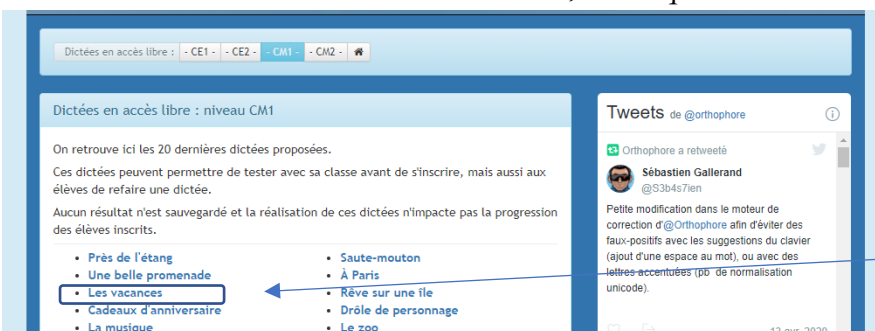 Dictées en accès libre : - CE1 - - CE2 - - CM1 - - CM2 -
Dictées en accès libre : niveau CM1
On retrouve ici les 20 dernières dictées proposées.
Ces dictées peuvent permettre de tester avec sa classe avant de s'inscrire, mais aussi aux
élèves de refaire une dictée.
Aucun résultat n'est sauvegardé et la réalisation de ces dictées n'impacte pas la progression
des élèves inscrits.
• Près de l'étang
• Une belle promenade
• Les vacances
• Cadeaux d'anniversaire
• La musique
• Saute-mouton
• À Paris
• Rêve sur une île
• Drôle de personnage
• Le zoo
Tweets de @orthophore
Orthophore a retweeté
Sébastien Gallerand
@S3b4s7ien
Petite modification dans le moteur de
correction d'@Orthophore afin d'éviter des
faux-positifs avec les suggestions du clavier
(ajout d'une espace au mot), ou avec des
lettres accentuées (pb de normalisation
unicode).